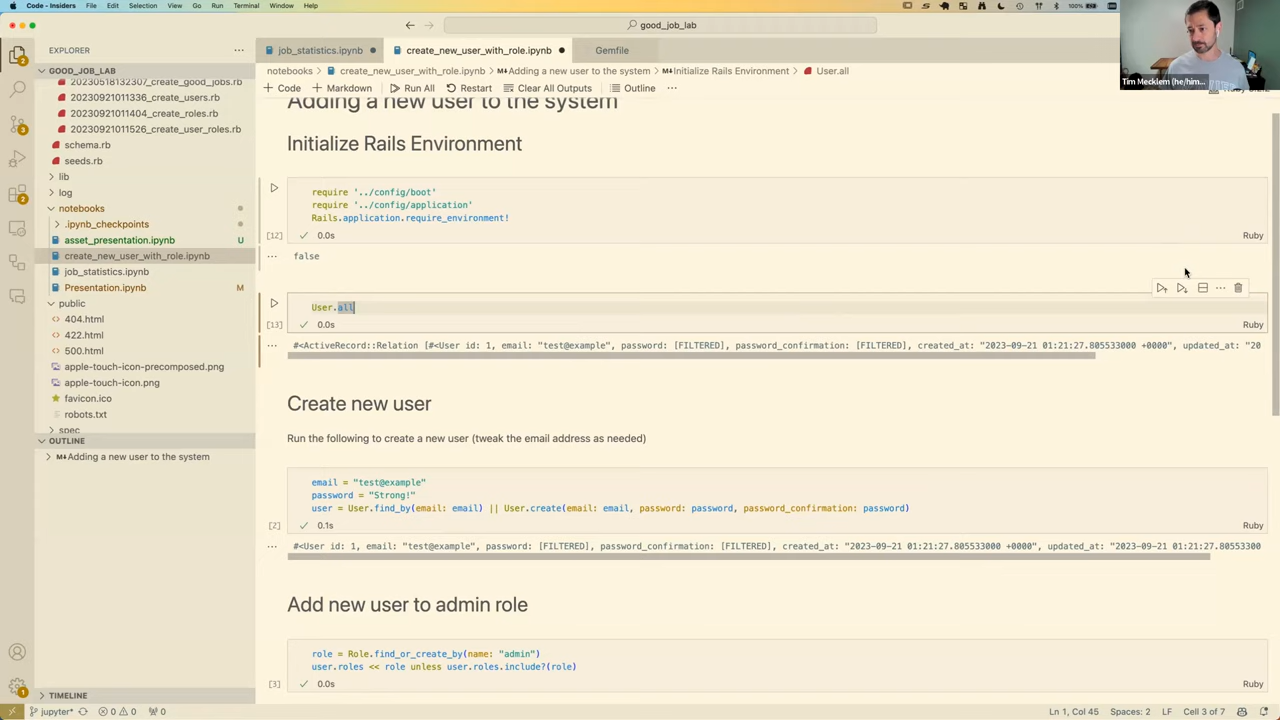 Code - Insiders File Edit Selection View Go Run Terminal Window Help
100%
good_job_lab
EXPLORER
job_statistics.ipynb
create_new_user_with_role.ipynb
Gemfile
Tim Mecklem (he/him...
GOOD_JOB_LAB
notebooks > create_new_user_with_role.ipynb > M↓Adding a new user to the system > M↓Initialize Rails Environment > User.all
20230518132307_create_good_jobs.rb
20230921011336_create_users.rb
20230921011404_create_roles.rb
20230921011526_create_user_roles.rb
schema.rb
seeds.rb
lib
log
notebooks
.ipynb_checkpoints
asset_presentation.ipynb U
create_new_user_with_role.ipynb
job_statistics.ipynb
Presentation.ipynb M
public
404.html
422.html
500.html
apple-touch-icon-precomposed.png
apple-touch-icon.png
favicon.ico
robots.txt
spec
OUTLINE
M↓Adding a new user to the system
TIMELINE
+ Code + Markdown Run All Restart Clear All Outputs Outline ...
Adding a new user to the system
Initialize Rails Environment
require '../config/boot'
require '../config/application'
Rails.application.require_environment!
[12] 0.0s Ruby
false
User.all
[13] 0.0s Ruby
#<ActiveRecord::Relation [#<User id: 1, email: "test@example", password: [FILTERED], password_confirmation: [FILTERED], created_at: "2023-09-21 01:21:27.805533000 +0000", updated_at: "20
Create new user
Run the following to create a new user (tweak the email address as needed)
email = "test@example"
password = "Strong!"
user = User.find_by(email: email) || User.create(email: email, password: password, password_confirmation: password)
[2] 0.1s Ruby
#<User id: 1, email: "test@example", password: [FILTERED], password_confirmation: [FILTERED], created_at: "2023-09-21 01:21:27.805533000 +0000", updated_at: "2023-09-21 01:21:27.80553300
Add new user to admin role
role = Role.find_or_create_by(name: "admin")
user.roles << role unless user.roles.include?(role)
[3] 0.0s Ruby
jupyter* 0 0 0 Ln 1, Col 45 Spaces: 2 LF Cell 3 of 7